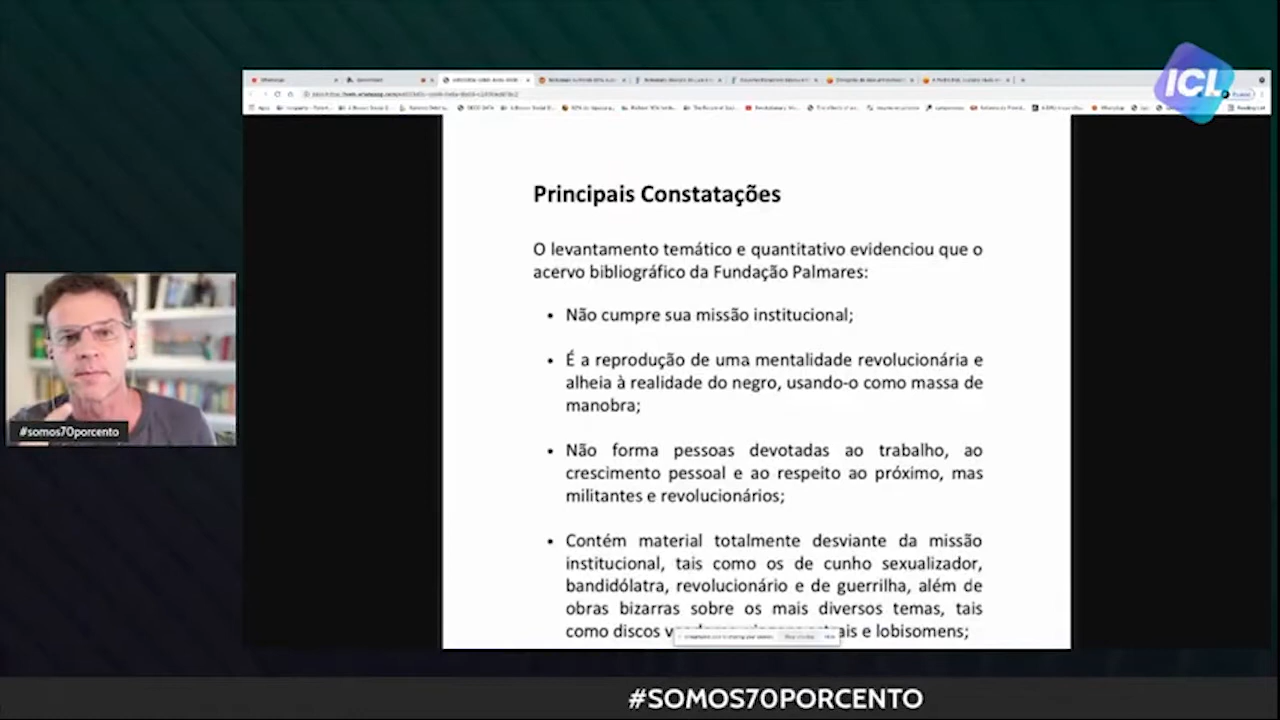 ICL
Principais Constatações
O levantamento temático e quantitativo evidenciou que o
acervo bibliográfico da Fundação Palmares:
• Não cumpre sua missão institucional;
• É a reprodução de uma mentalidade revolucionária e
alheia à realidade do negro, usando-o como massa de
manobra;
• Não forma pessoas devotadas ao trabalho, ao
crescimento pessoal e ao respeito ao próximo, mas
militantes e revolucionários;
• Contém material totalmente desviante da missão
institucional, tais como os de cunho sexualizador,
bandidólatra, revolucionário e de guerrilha, além de
obras bizarras sobre os mais diversos temas, tais
como discos e lobisomens;
#somos70porcento
#SOMOS70PORCENTO